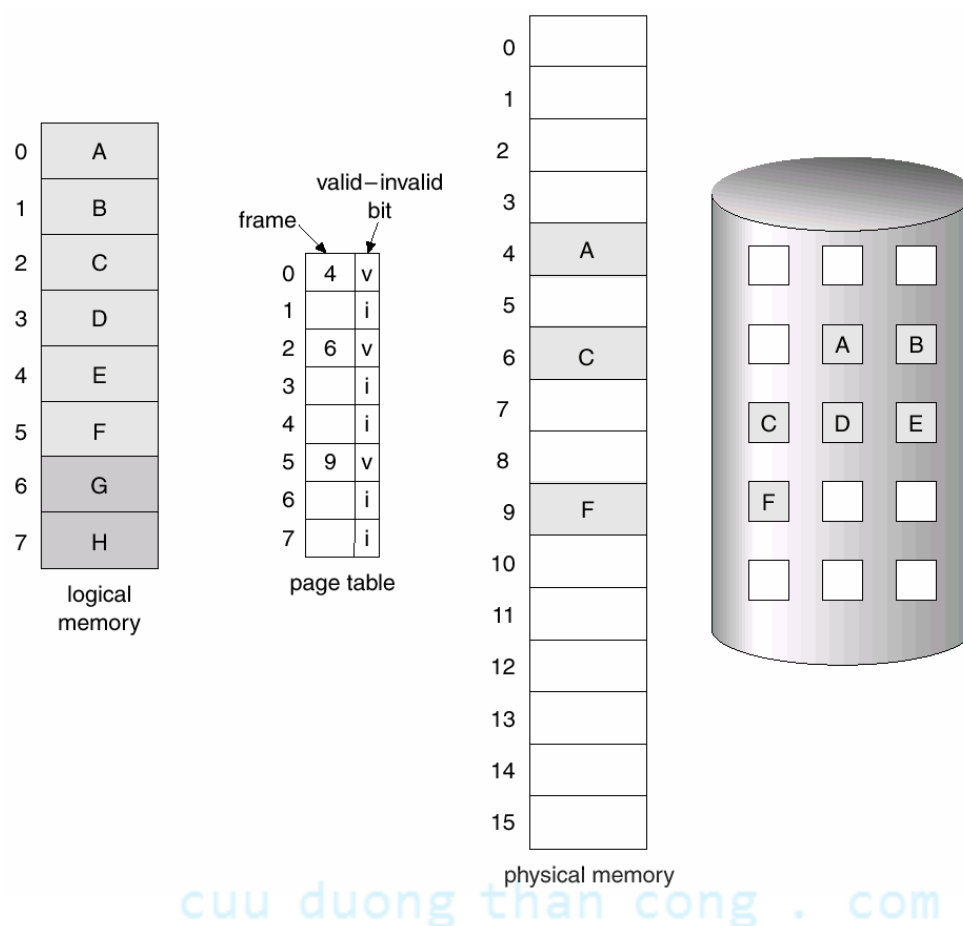 0 A
1 B
2 C
3 D
4 E
5 F
6 G
7 H
logical
memory
valid–invalid
bit
frame
0 4 v
1 i
2 6 v
3 i
4 i
5 9 v
6 i
7 i
page table
0
1
2
3
4 A
5
6 C
7
8
9 F
10
11
12
13
14
15
physical memory
A B
C D E
F
cuu duong than cong . com